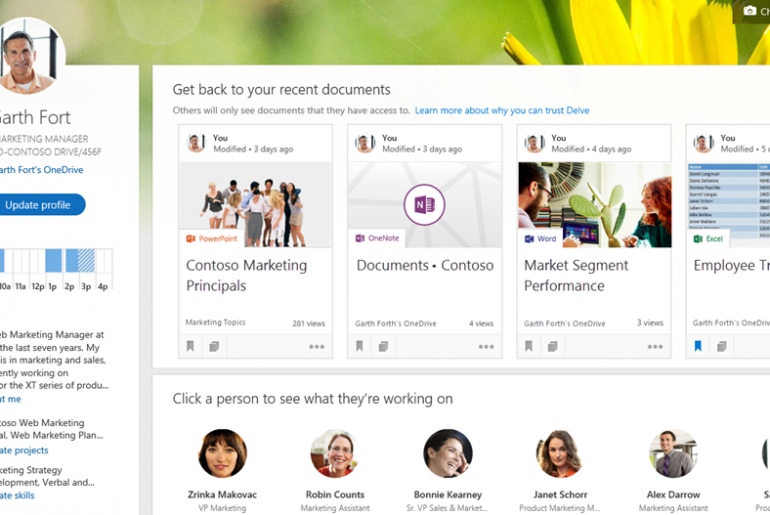 Ch
Garth Fort
MARKETING MANAGER
O-CONTOSO DRIVE/456F
arth Fort's OneDrive
Update profile
10a 11a 12p 1p 2p 3p 4p
eb Marketing Manager at
the last seven years. My
is in marketing and sales,
ently working on
or the XT series of produ...
ut me
toso Web Marketing
al, Web Marketing Plan...
ate projects
keting Strategy
elopment, Verbal and...
ate skills
Get back to your recent documents
Others will only see documents that they have access to. Learn more about why you can trust Delve
You
Modified • 3 days ago
PowerPoint
Contoso Marketing
Principals
Marketing Topics 281 views
You
Modified • 3 days ago
N
OneNote
Documents • Contoso
Garth Forth's OneDrive 4 views
You
Modified • 4 days ago
Word
Market Segment
Performance
Garth Forth's OneDrive 3 views
You
Modified • 5 d
Excel
Employee Tr
Garth Forth's OneDriv
Click a person to see what they're working on
Zrinka Makovac
VP Marketing
Robin Counts
Marketing Assistant
Bonnie Kearney
Sr. VP Sales & Market...
Janet Schorr
Product Marketing M...
Alex Darrow
Marketing Assistant
S
Proc